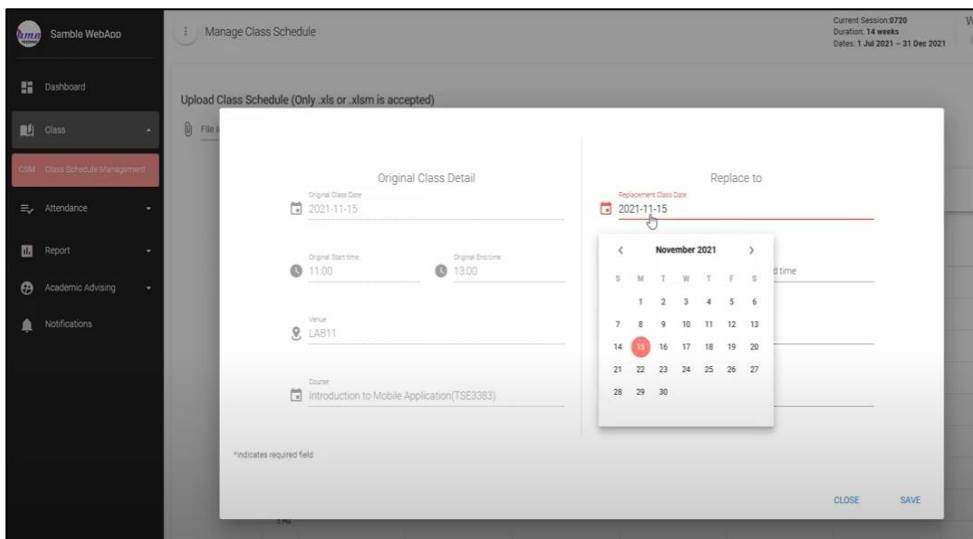 Samble WebApp
Manage Class Schedule
Current Session:0720
Duration: 14 weeks
Dates: 1 Jul 2021 – 31 Dec 2021
Dashboard
Class
CSM Class Schedule Management
Attendance
Report
Academic Advising
Notifications
Upload Class Schedule (Only .xls or .xlsm is accepted)
File
Original Class Detail
Original Class Date
2021-11-15
Original Start time
11:00
Original End time
13:00
Venue
LAB11
Course
Introduction to Mobile Application(TSE3383)
*Indicates required field
Replace to
Replacement Class Date
2021-11-15
d time
< November 2021 >
S M T W T F S
1 2 3 4 5 6
7 8 9 10 11 12 13
14 15 16 17 18 19 20
21 22 23 24 25 26 27
28 29 30
CLOSE SAVE